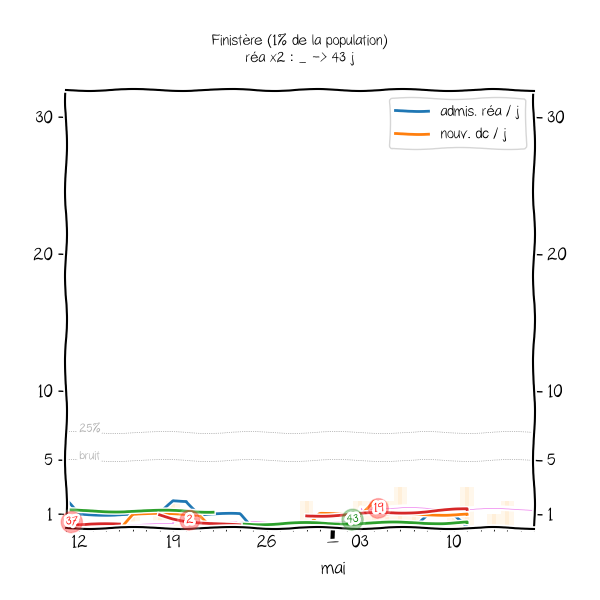 Finistère (1% de la population)
réa x2 : _ -> 43 j
admis. réa / j
nouv. dc / j
30 30
20 20
10 10
25%
5 bruit 5
1 37 2 43 19 1
12 19 26 03 10
mai